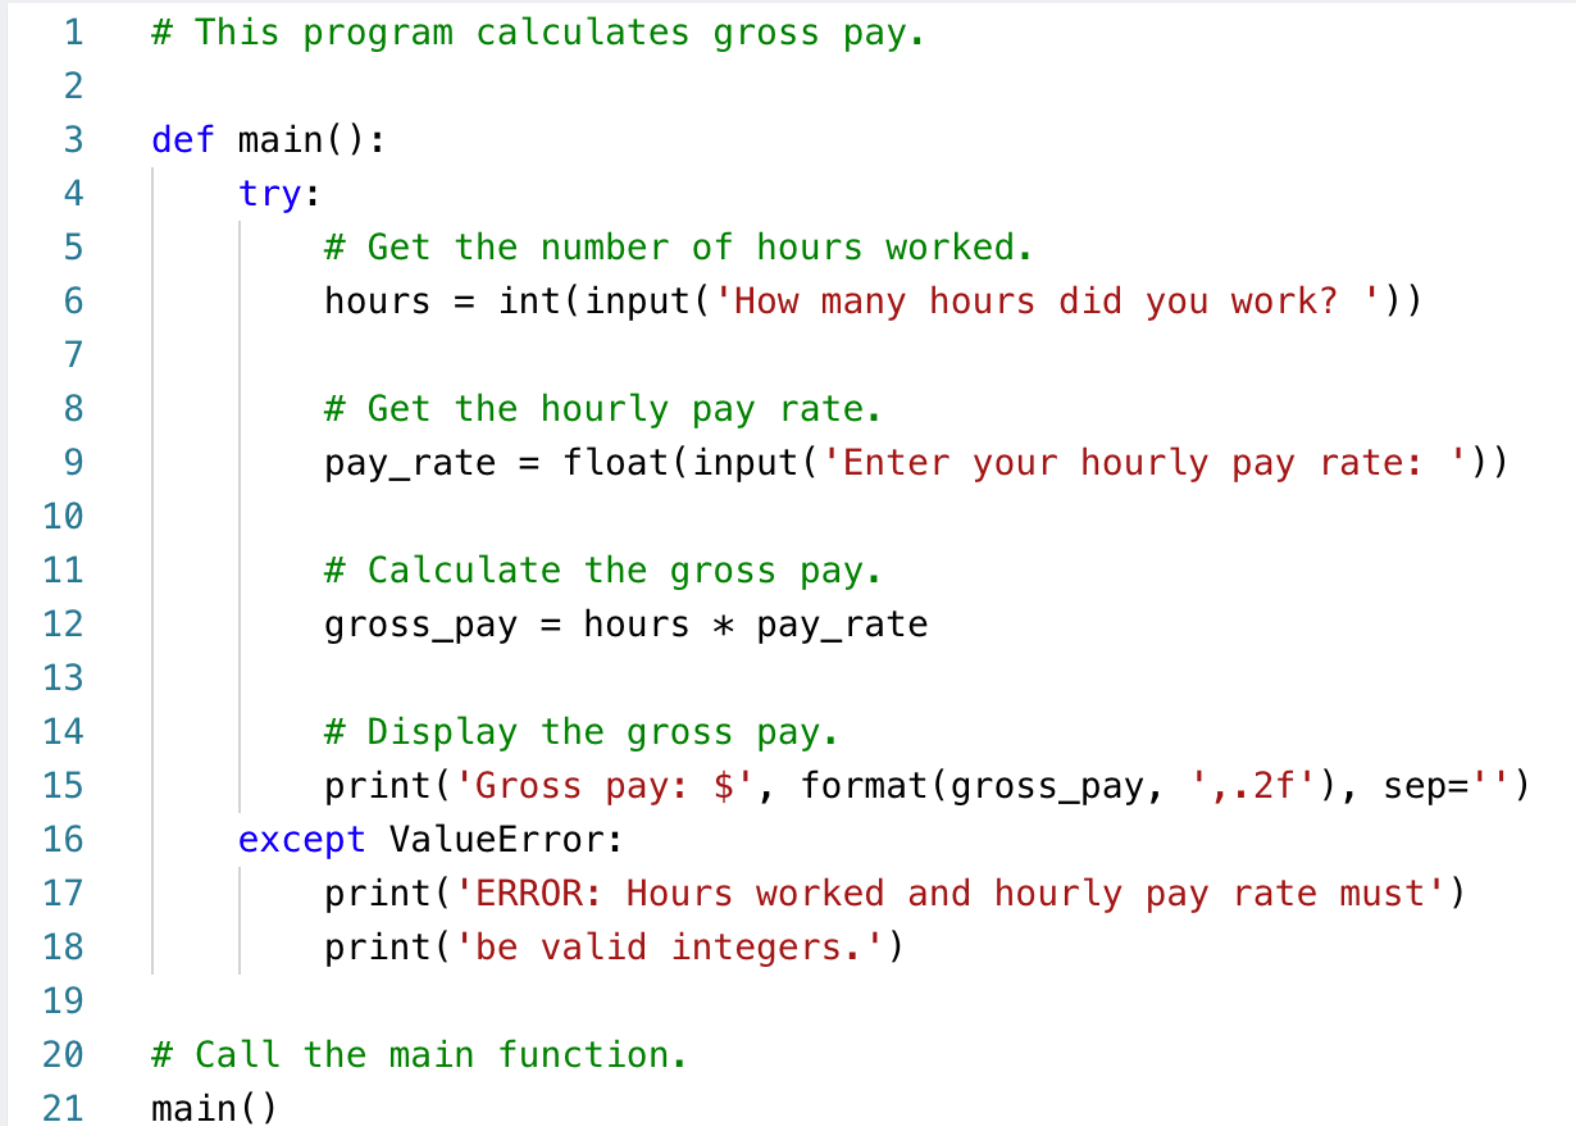 1 # This program calculates gross pay.
2
3 def main():
4     try:
5         # Get the number of hours worked.
6         hours = int(input('How many hours did you work? '))
7
8         # Get the hourly pay rate.
9         pay_rate = float(input('Enter your hourly pay rate: '))
10
11         # Calculate the gross pay.
12         gross_pay = hours * pay_rate
13
14         # Display the gross pay.
15         print('Gross pay: $', format(gross_pay, ',.2f'), sep='')
16     except ValueError:
17         print('ERROR: Hours worked and hourly pay rate must')
18         print('be valid integers.')
19
20 # Call the main function.
21 main()